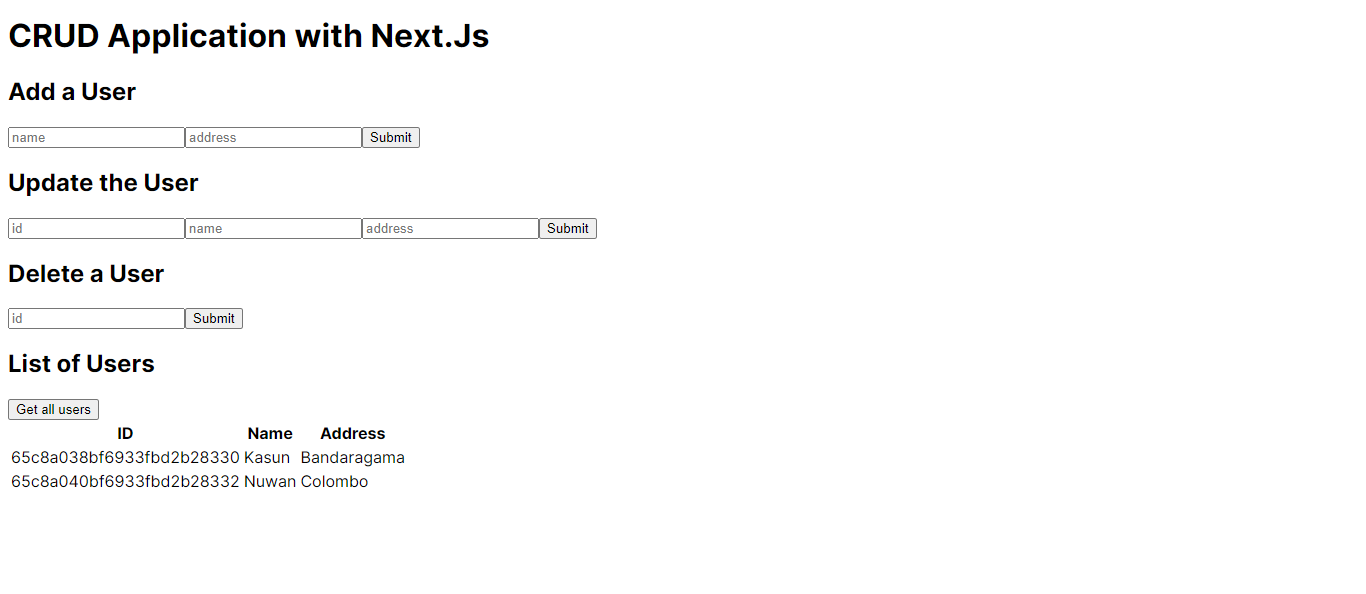 CRUD Application with Next.Js
Add a User
name address Submit
Update the User
id name address Submit
Delete a User
id Submit
List of Users
Get all users
ID Name Address
65c8a038bf6933fbd2b28330 Kasun Bandaragama
65c8a040bf6933fbd2b28332 Nuwan Colombo